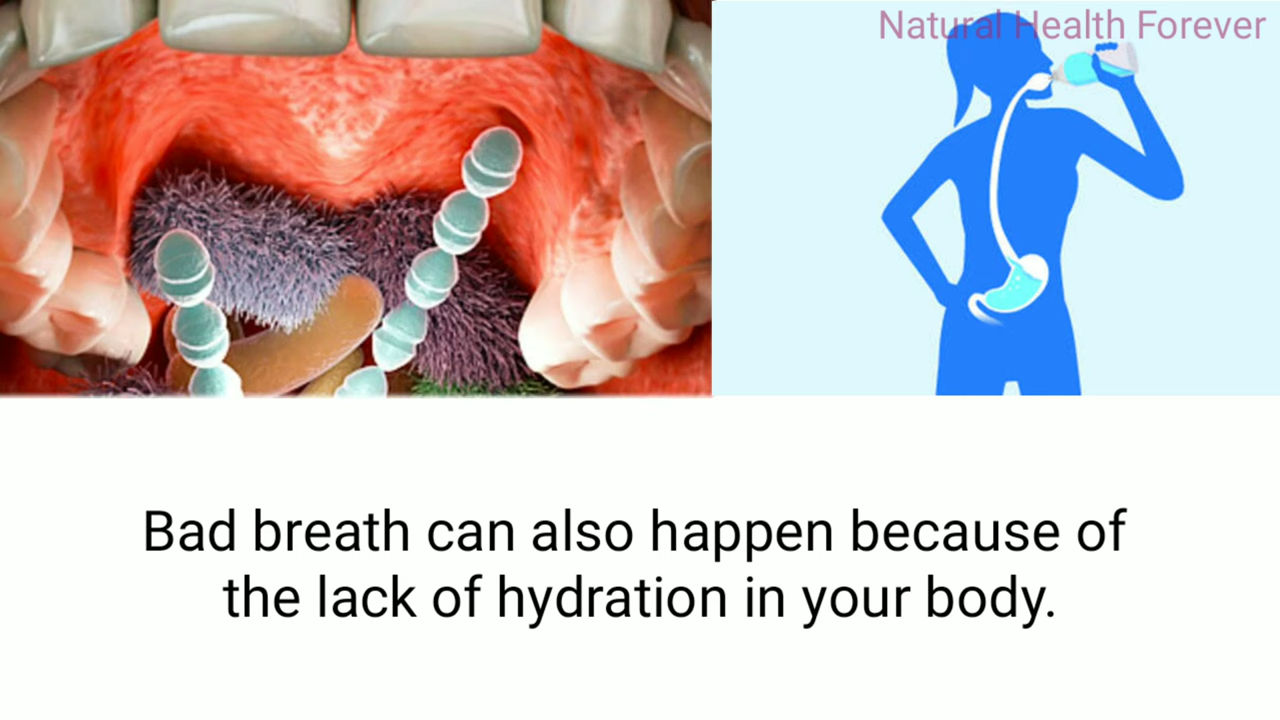 Natural Health Forever
Bad breath can also happen because of
the lack of hydration in your body.